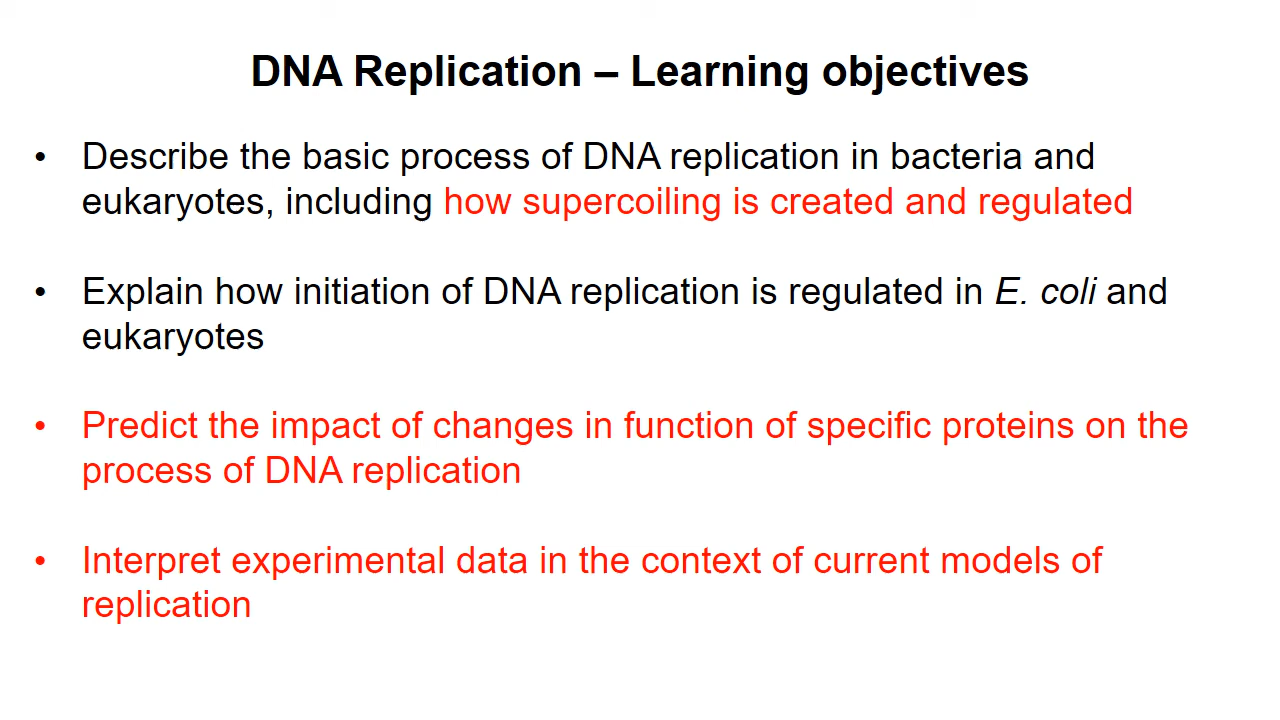 DNA Replication – Learning objectives
• Describe the basic process of DNA replication in bacteria and
eukaryotes, including how supercoiling is created and regulated
• Explain how initiation of DNA replication is regulated in E. coli and
eukaryotes
• Predict the impact of changes in function of specific proteins on the
process of DNA replication
• Interpret experimental data in the context of current models of
replication